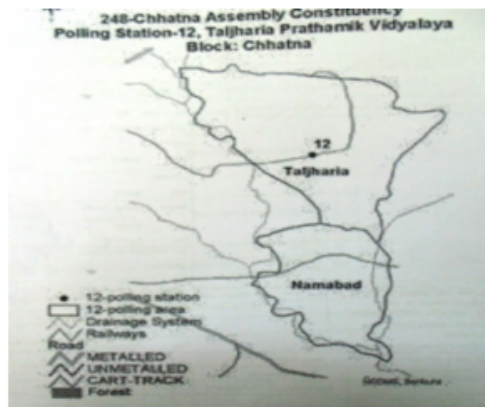 248-Chhatna Assembly Constituency
Polling Station-12, Taljharia Prathamik Vidyalaya
Block: Chhatna
12
Taljharia
Namabad
12-polling station
12-polling area
Drainage System
Railways
Road
METALLED
UNMETALLED
CART-TRACK
Forest
Bankura